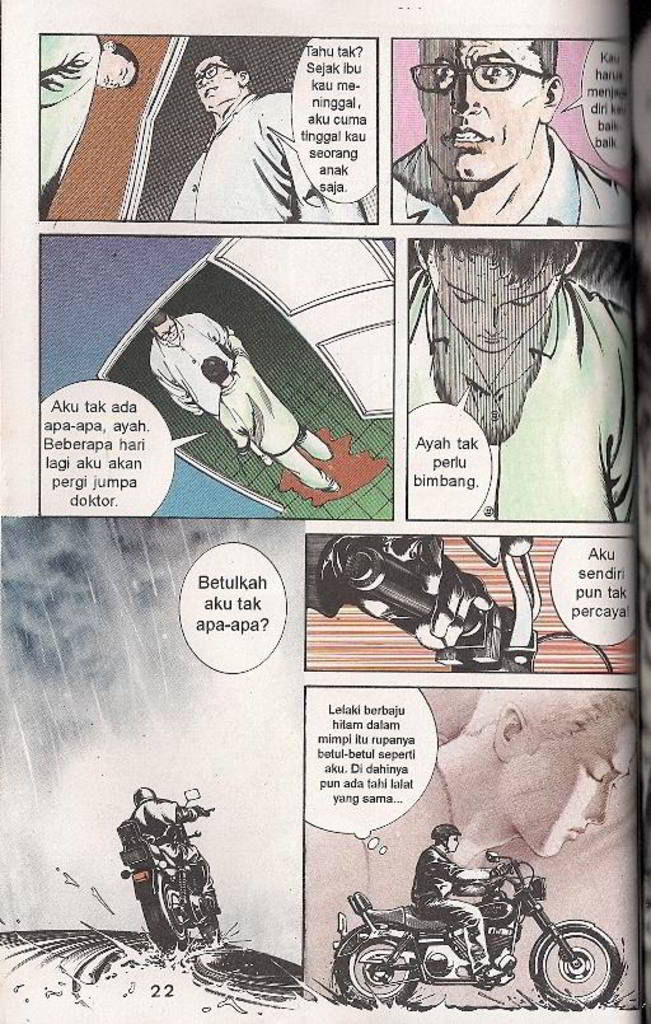 Tahu tak?
Sejak ibu
kau me-
ninggal,
aku cuma
tinggal kau
seorang
anak
saja.
Kau
harus
menjaga
diri kau
baik-
baik.
Aku tak ada
apa-apa, ayah.
Beberapa hari
lagi aku akan
pergi jumpa
doktor.
Ayah tak
perlu
bimbang.
Betulkah
aku tak
apa-apa?
Aku
sendiri
pun tak
percaya!
Lelaki berbaju
hitam dalam
mimpi itu rupanya
betul-betul seperti
aku. Di dahinya
pun ada tahi lalat
yang sama...
22